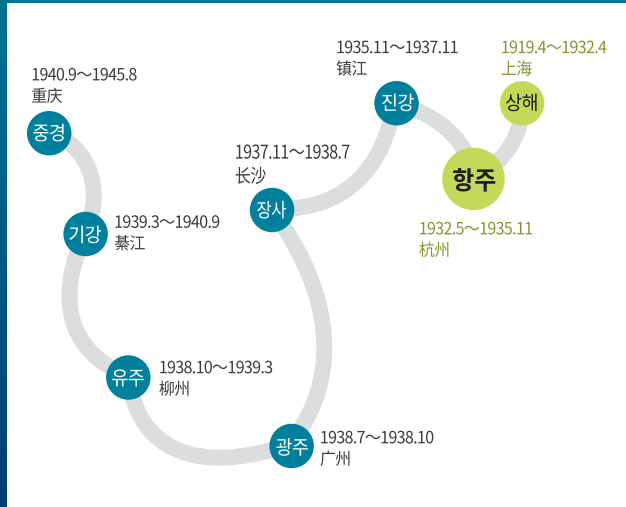 1935.11～1937.11
镇江
진강
1919.4～1932.4
上海
상해
1940.9～1945.8
重庆
중경
1937.11～1938.7
长沙
장사
항주
1932.5～1935.11
杭州
기강
1939.3～1940.9
綦江
유주
1938.10～1939.3
柳州
광주
1938.7～1938.10
广州